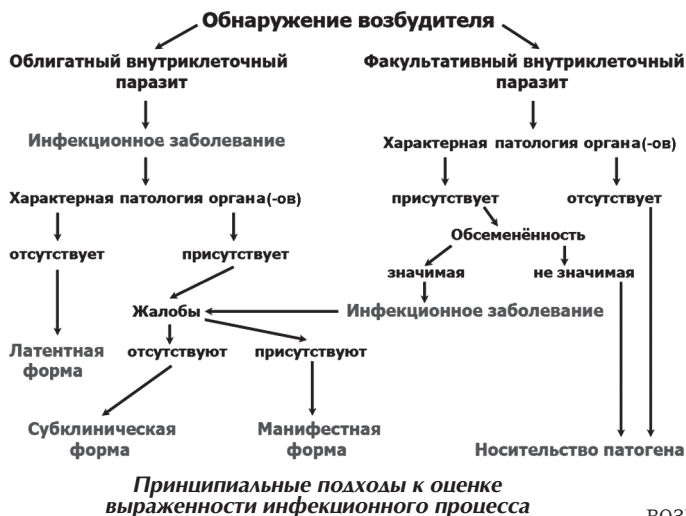 Обнаружение возбудителя
Облигатный внутриклеточный
паразит
Факультативный внутриклеточный
паразит
Инфекционное заболевание
Характерная патология органа(-ов)
Характерная патология органа(-ов)
присутствует
отсутствует
Обсеменённость
отсутствует
присутствует
значимая
не значимая
Жалобы
Инфекционное заболевание
Латентная
форма
отсутствуют
присутствуют
Субклиническая
форма
Манифестная
форма
Носительство патогена
Принципиальные подходы к оценке
выраженности инфекционного процесса